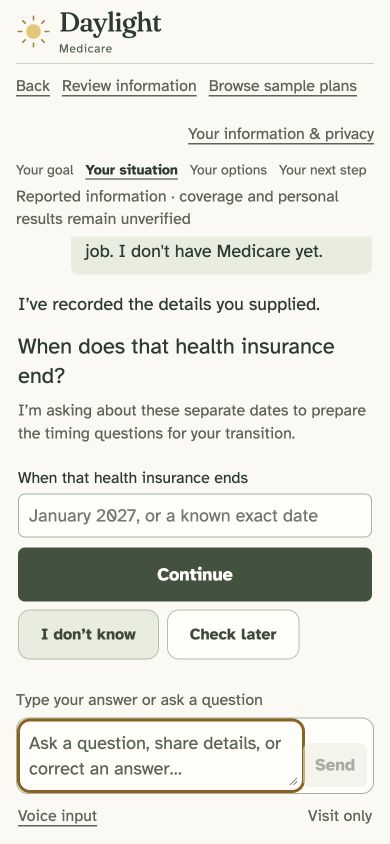 Daylight
Medicare
Back Review information Browse sample plans
Your information & privacy
Your goal Your situation Your options Your next step
Reported information · coverage and personal
results remain unverified
job. I don't have Medicare yet.
I’ve recorded the details you supplied.
When does that health insurance
end?
I’m asking about these separate dates to prepare
the timing questions for your transition.
When that health insurance ends
January 2027, or a known exact date
Continue
I don’t know Check later
Type your answer or ask a question
Ask a question, share details, or
correct an answer...
Send
Voice input Visit only